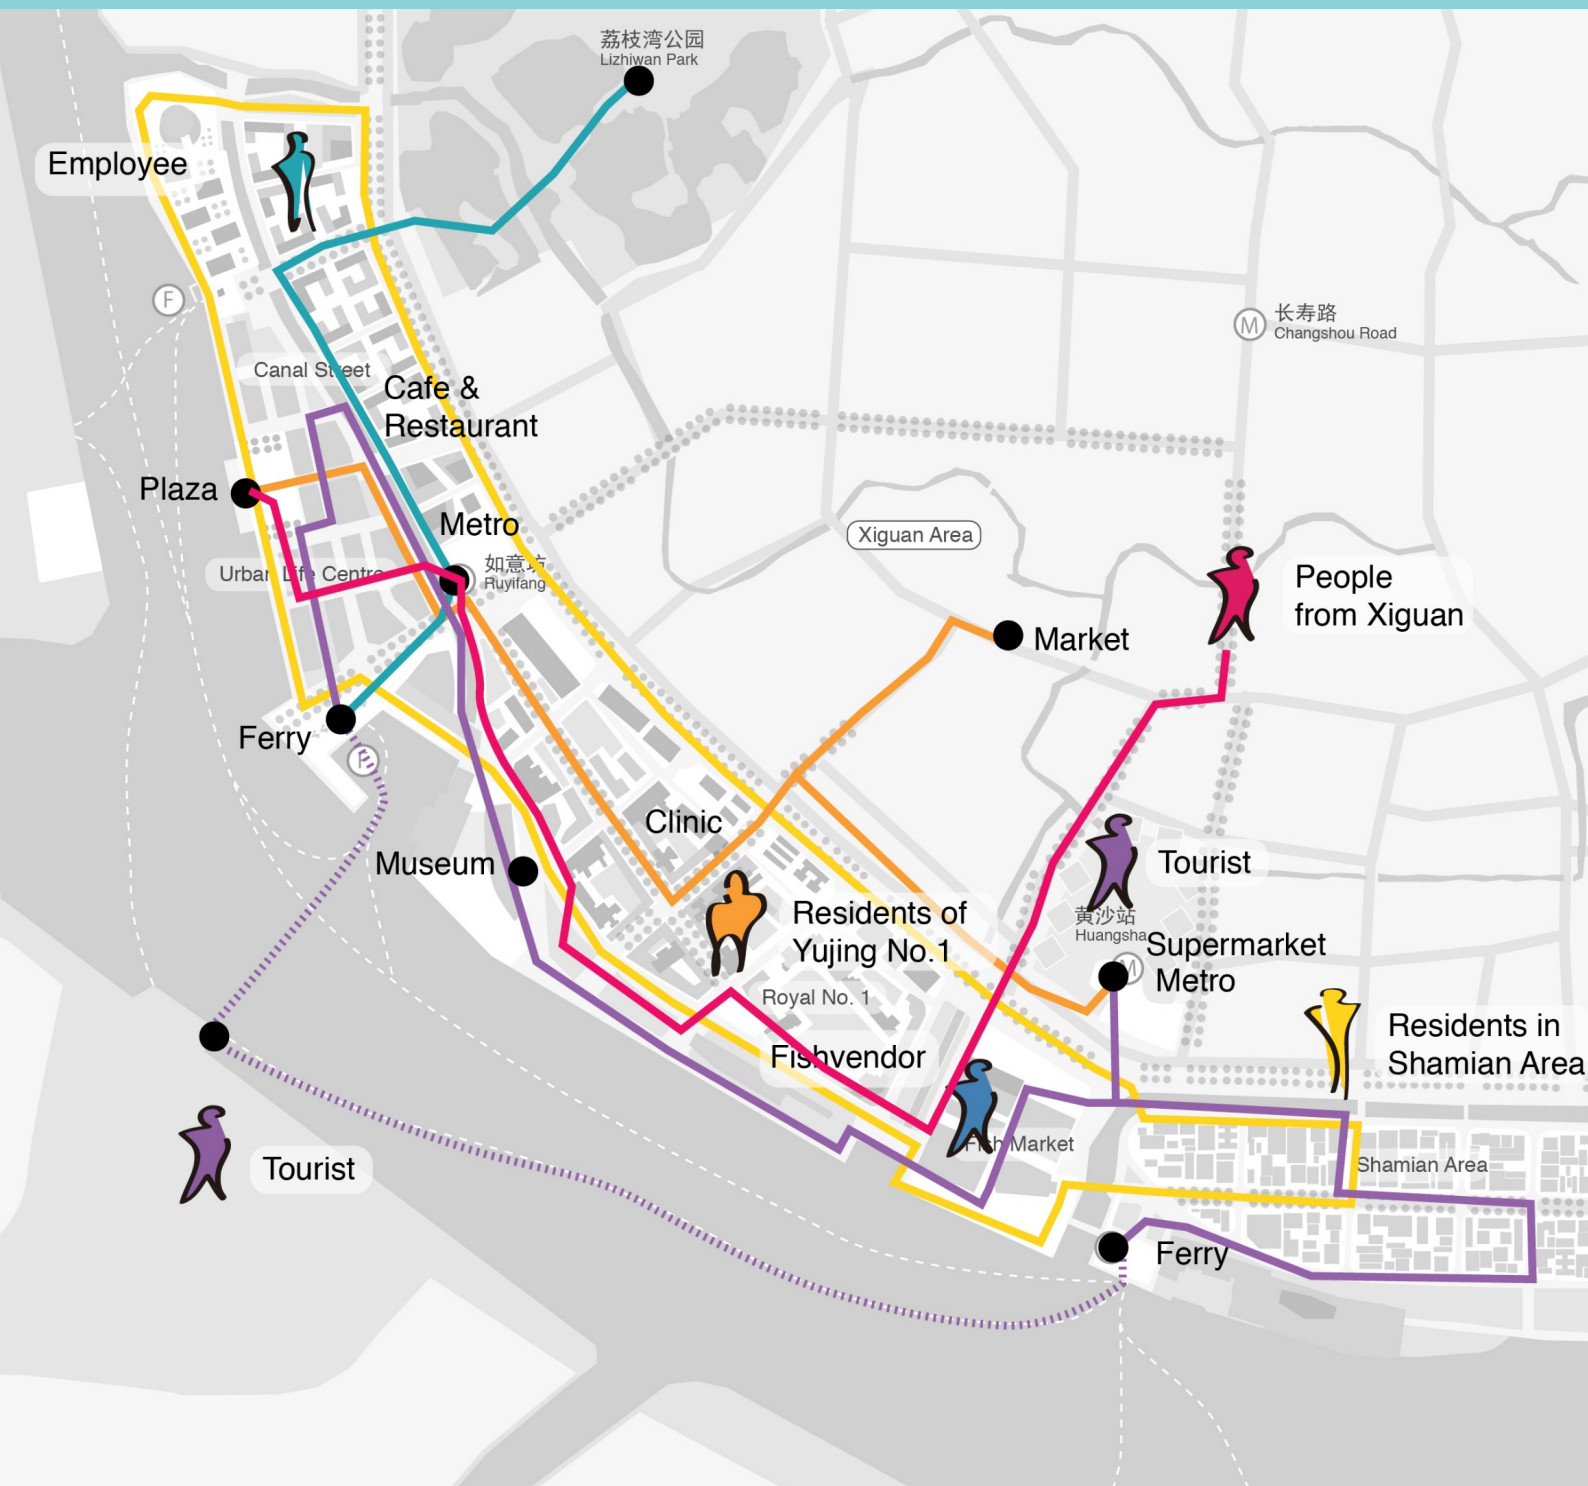 荔枝湾公园
Lizhiwan Park
Employee
F
长寿路
M
Changshou Road
Canal Street
Cafe &
Restaurant
Plaza
Metro
Xiguan Area
如意坊
Ruyifang
Urban Life Centre
People
from Xiguan
Market
Ferry
F
Clinic
Museum
Tourist
Residents of
Yujing No.1
黄沙站
Huangsha
Supermarket
M
Metro
Royal No. 1
Residents in
Shamian Area
Fishvendor
Fish Market
Shamian Area
Tourist
Ferry